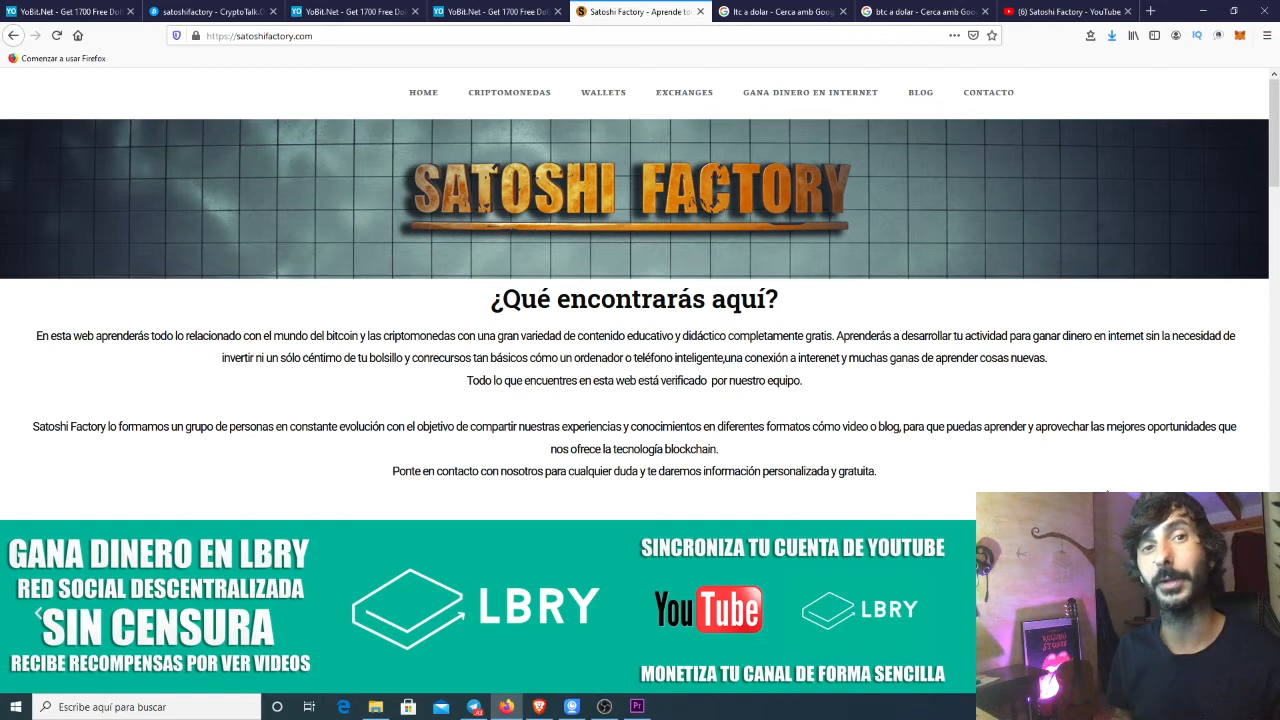 YoBit.Net - Get 1700 Free Dol
satoshifactory - CryptoTalk.O
YoBit.Net - Get 1700 Free Dol
YoBit.Net - Get 1700 Free Dol
Satoshi Factory - Aprende to
ltc a dolar - Cerca amb Goog
btc a dolar - Cerca amb Goog
(6) Satoshi Factory - YouTube
https://satoshifactory.com
Comenzar a usar Firefox
HOME CRIPTOMONEDAS WALLETS EXCHANGES GANA DINERO EN INTERNET BLOG CONTACTO
SATOSHI FACTORY
¿Qué encontrarás aquí?
En esta web aprenderás todo lo relacionado con el mundo del bitcoin y las criptomonedas con una gran variedad de contenido educativo y didáctico completamente gratis. Aprenderás a desarrollar tu actividad para ganar dinero en internet sin la necesidad de
invertir ni un sólo céntimo de tu bolsillo y conrecursos tan básicos cómo un ordenador o teléfono inteligente,una conexión a interenet y muchas ganas de aprender cosas nuevas.
Todo lo que encuentres en esta web está verificado por nuestro equipo.
Satoshi Factory lo formamos un grupo de personas en constante evolución con el objetivo de compartir nuestras experiencias y conocimientos en diferentes formatos cómo video o blog, para que puedas aprender y aprovechar las mejores oportunidades que
nos ofrece la tecnología blockchain.
Ponte en contacto con nosotros para cualquier duda y te daremos información personalizada y gratuita.
GANA DINERO EN LBRY
RED SOCIAL DESCENTRALIZADA
SIN CENSURA
RECIBE RECOMPENSAS POR VER VIDEOS
LBRY
SINCRONIZA TU CUENTA DE YOUTUBE
YouTube
LBRY
MONETIZA TU CANAL DE FORMA SENCILLA
Escribe aquí para buscar